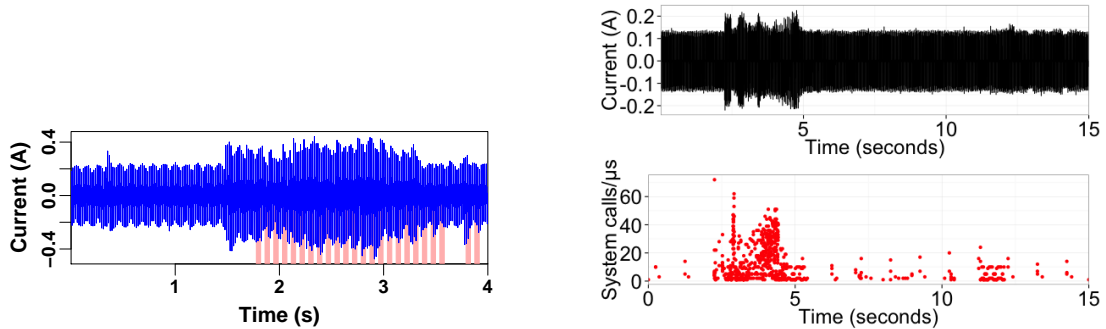 Current (A)
0.4
0.0
−0.4
1 2 3 4
Time (s)
Current (A)
0.2
0.1
0.0
-0.1
-0.2
5 10 15
Time (seconds)
System calls/µs
60
40
20
0
0 5 10 15
Time (seconds)